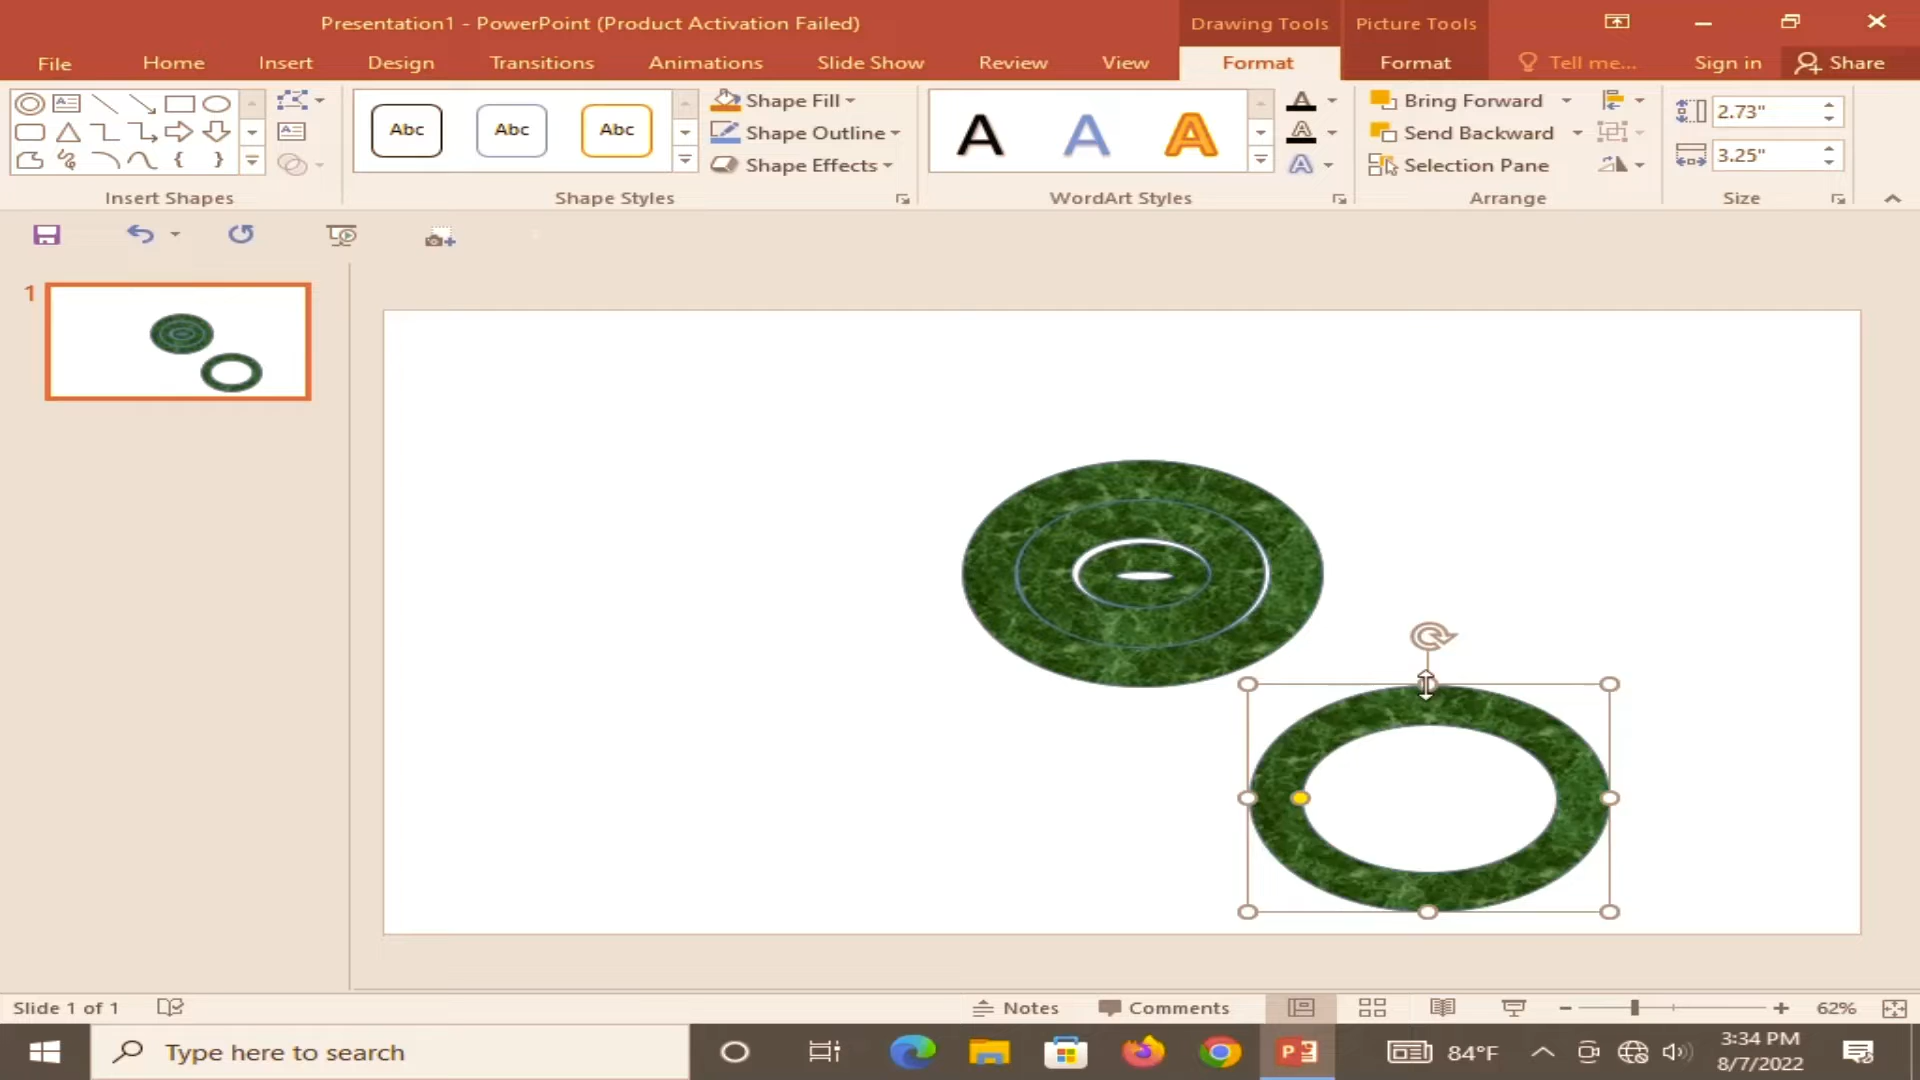 Presentation1 - PowerPoint (Product Activation Failed)
Drawing Tools
Picture Tools
File
Home
Insert
Design
Transitions
Animations
Slide Show
Review
View
Format
Format
Tell me...
Sign in
Share
Abc
Abc
Abc
Shape Fill
Shape Outline
Shape Effects
A
A
A
A
A
A
Bring Forward
Send Backward
Selection Pane
2.73"
3.25"
Insert Shapes
Shape Styles
WordArt Styles
Arrange
Size
1
Slide 1 of 1
Notes
Comments
62%
Type here to search
84°F
3:34 PM
8/7/2022